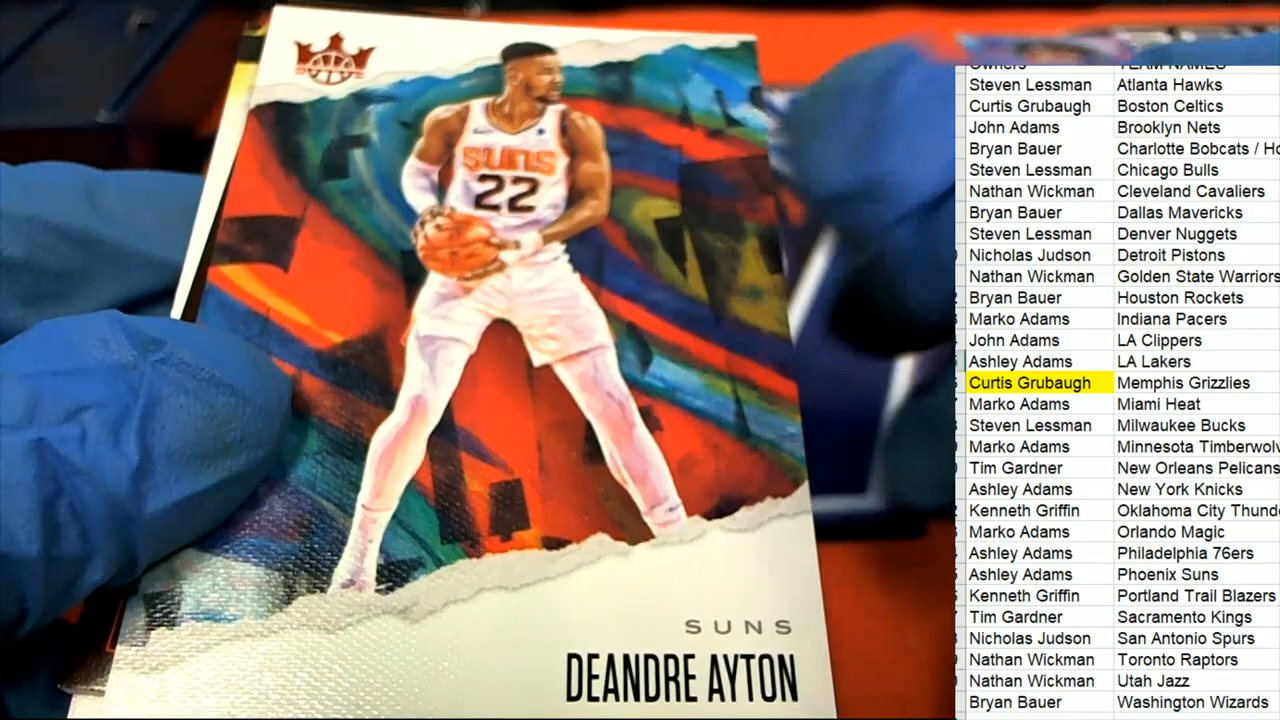 SUNS
22
SUNS
DEANDRE AYTON
Owners TEAM NAMES
Steven Lessman Atlanta Hawks
Curtis Grubaugh Boston Celtics
John Adams Brooklyn Nets
Bryan Bauer Charlotte Bobcats / Ho
Steven Lessman Chicago Bulls
Nathan Wickman Cleveland Cavaliers
Bryan Bauer Dallas Mavericks
Steven Lessman Denver Nuggets
Nicholas Judson Detroit Pistons
Nathan Wickman Golden State Warriors
Bryan Bauer Houston Rockets
Marko Adams Indiana Pacers
John Adams LA Clippers
Ashley Adams LA Lakers
Curtis Grubaugh Memphis Grizzlies
Marko Adams Miami Heat
Steven Lessman Milwaukee Bucks
Marko Adams Minnesota Timberwolv
Tim Gardner New Orleans Pelicans
Ashley Adams New York Knicks
Kenneth Griffin Oklahoma City Thund
Marko Adams Orlando Magic
Ashley Adams Philadelphia 76ers
Ashley Adams Phoenix Suns
Kenneth Griffin Portland Trail Blazers
Tim Gardner Sacramento Kings
Nicholas Judson San Antonio Spurs
Nathan Wickman Toronto Raptors
Nathan Wickman Utah Jazz
Bryan Bauer Washington Wizards